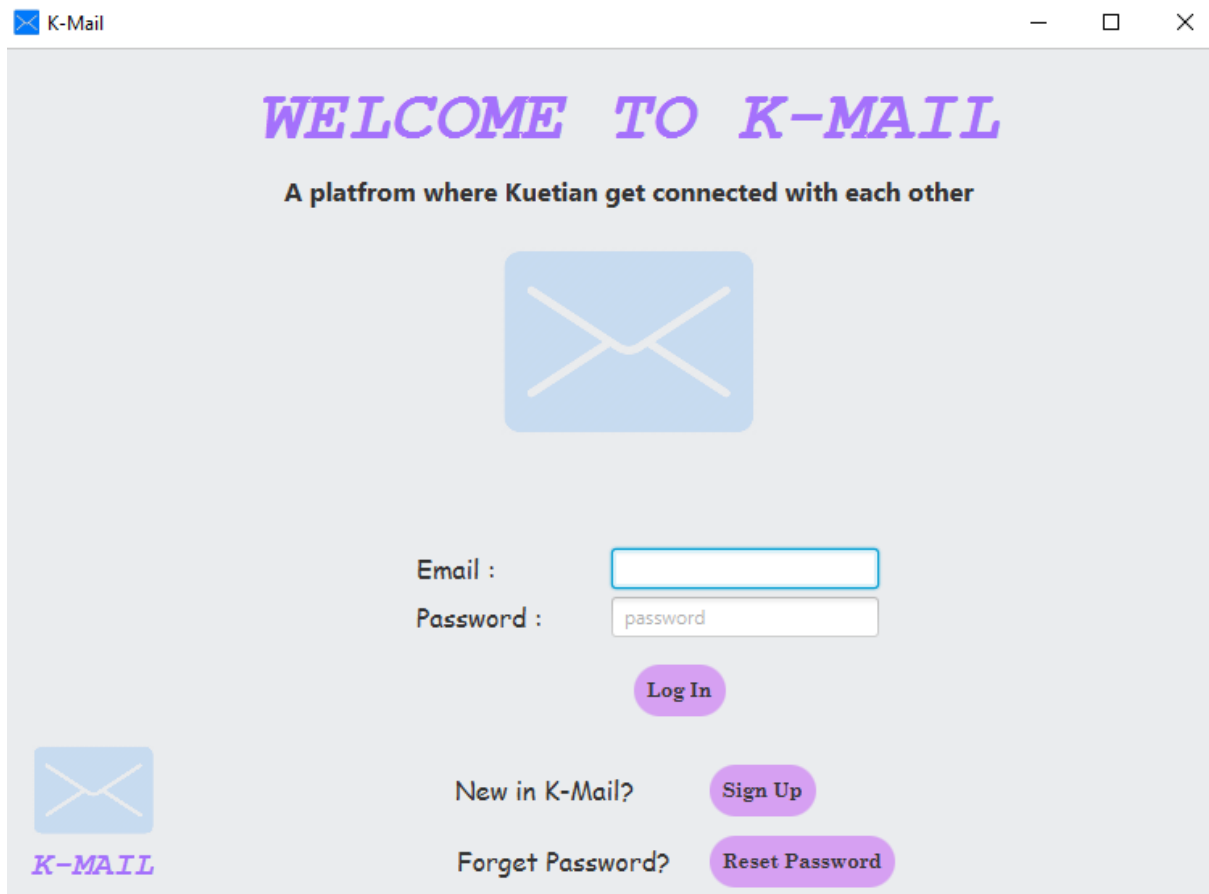 K-Mail
WELCOME TO K-MAIL
A platfrom where Kuetian get connected with each other
Email :
Password : password
Log In
New in K-Mail? Sign Up
K-MAIL
Forget Password? Reset Password